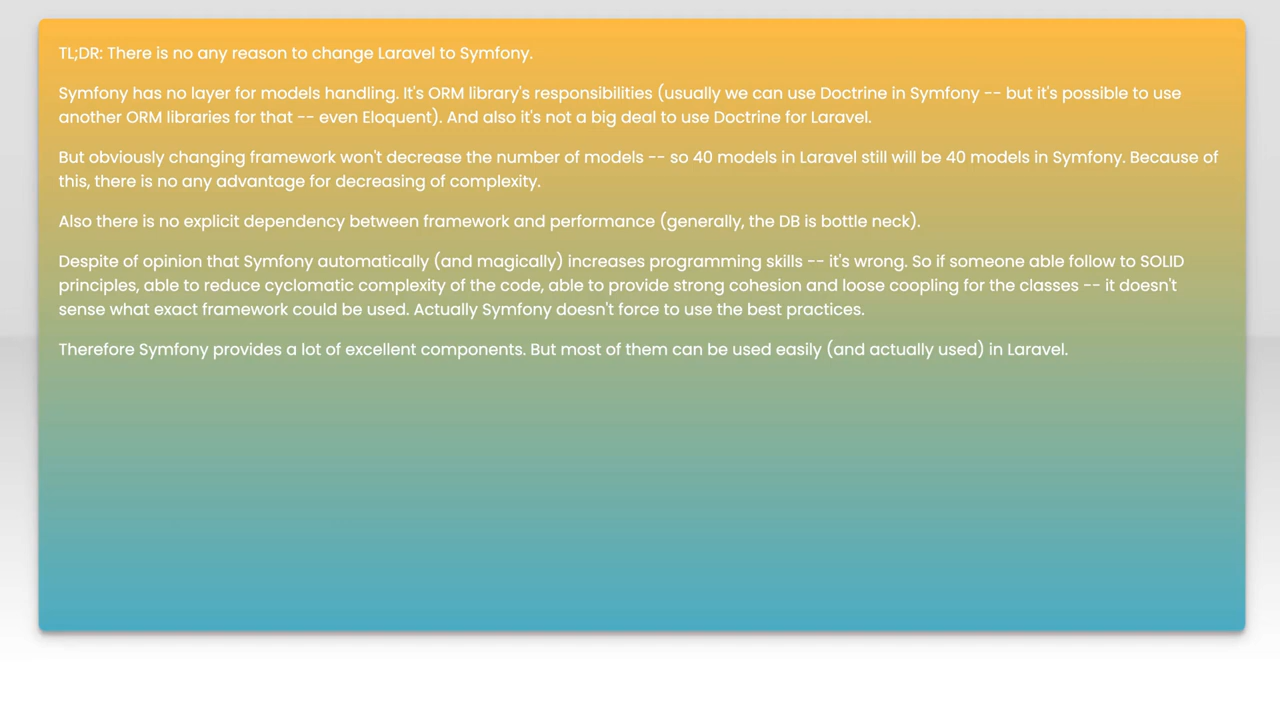 TL;DR: There is no any reason to change Laravel to Symfony.
Symfony has no layer for models handling. It's ORM library's responsibilities (usually we can use Doctrine in Symfony -- but it's possible to use
another ORM libraries for that -- even Eloquent). And also it's not a big deal to use Doctrine for Laravel.
But obviously changing framework won't decrease the number of models -- so 40 models in Laravel still will be 40 models in Symfony. Because of
this, there is no any advantage for decreasing of complexity.
Also there is no explicit dependency between framework and performance (generally, the DB is bottle neck).
Despite of opinion that Symfony automatically (and magically) increases programming skills -- it's wrong. So if someone able follow to SOLID
principles, able to reduce cyclomatic complexity of the code, able to provide strong cohesion and loose coopling for the classes -- it doesn't
sense what exact framework could be used. Actually Symfony doesn't force to use the best practices.
Therefore Symfony provides a lot of excellent components. But most of them can be used easily (and actually used) in Laravel.